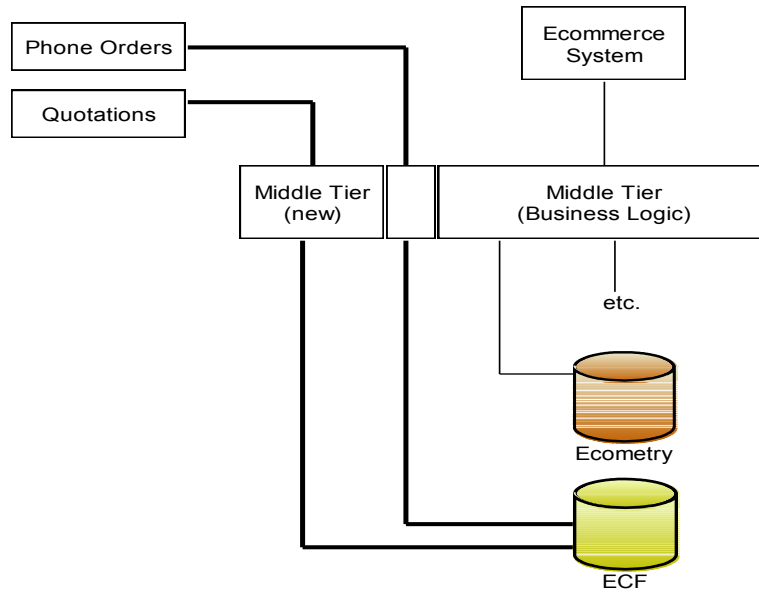 Phone Orders
Ecommerce
System
Quotations
Middle Tier
(new)
Middle Tier
(Business Logic)
etc.
Ecometry
ECF